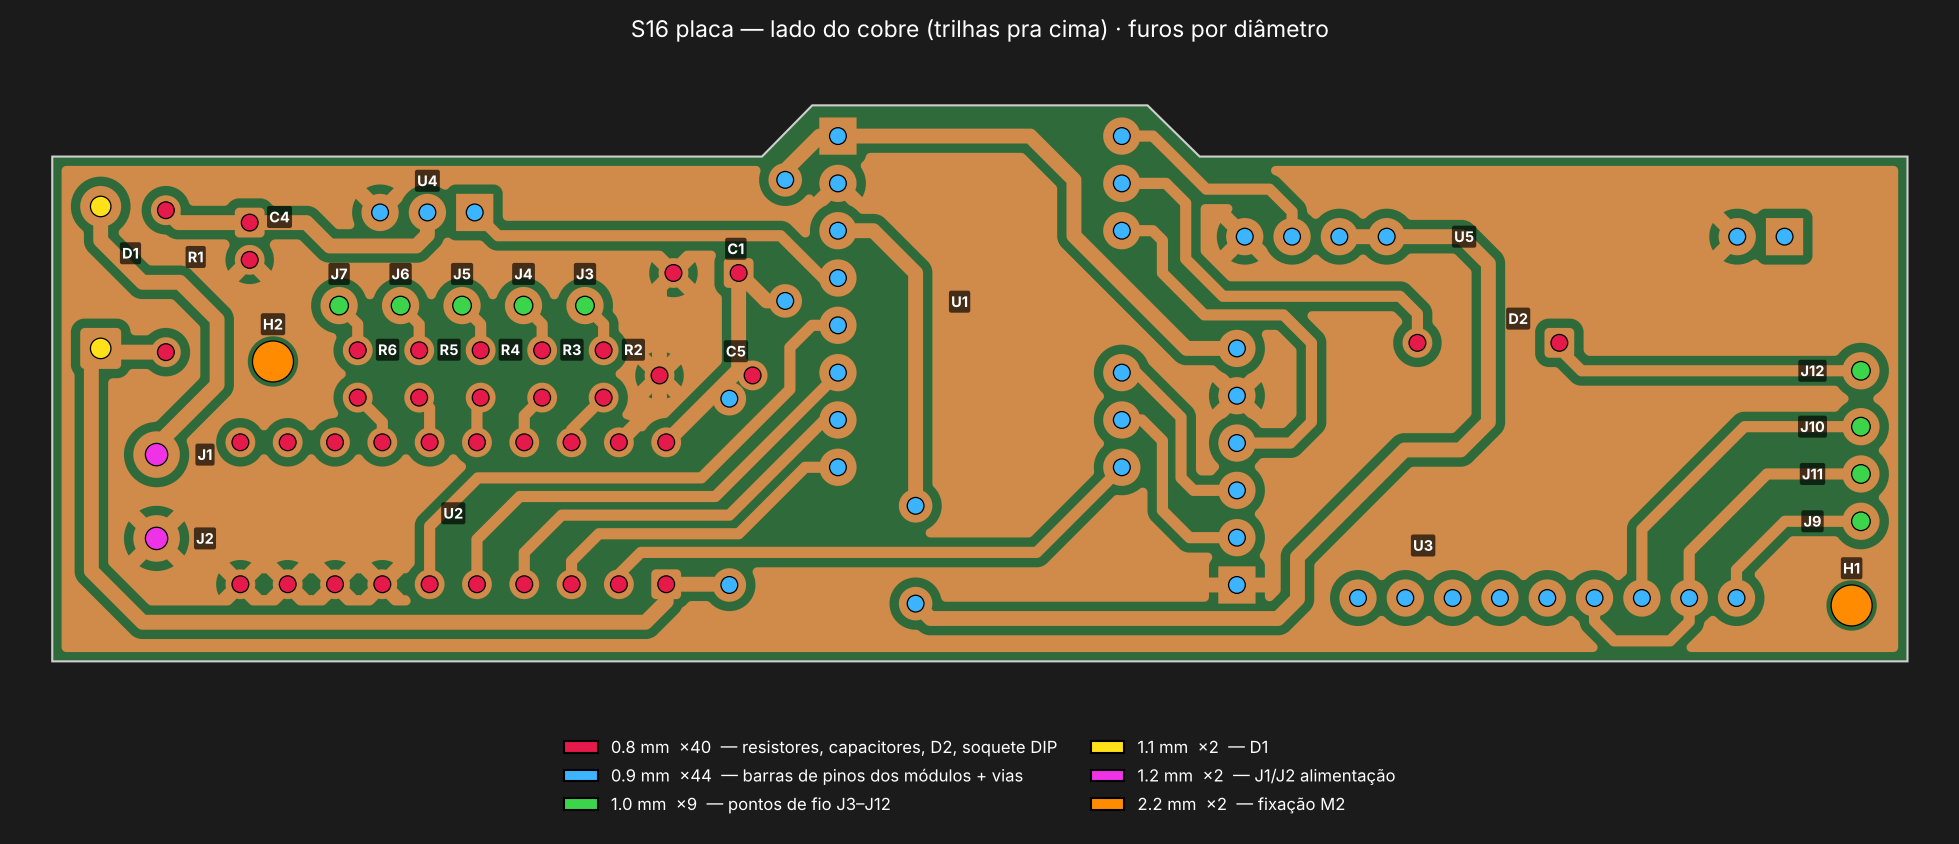 S16 placa — lado do cobre (trilhas pra cima) · furos por diâmetro
U4
C4
D1
R1
C1
U5
J7
J6
J5
J4
J3
U1
H2
D2
R6
R5
R4
R3
R2
C5
J12
J10
J1
J11
U2
J9
J2
U3
H1
0.8 mm ×40 — resistores, capacitores, D2, soquete DIP
0.9 mm ×44 — barras de pinos dos módulos + vias
1.0 mm ×9 — pontos de fio J3–J12
1.1 mm ×2 — D1
1.2 mm ×2 — J1/J2 alimentação
2.2 mm ×2 — fixação M2